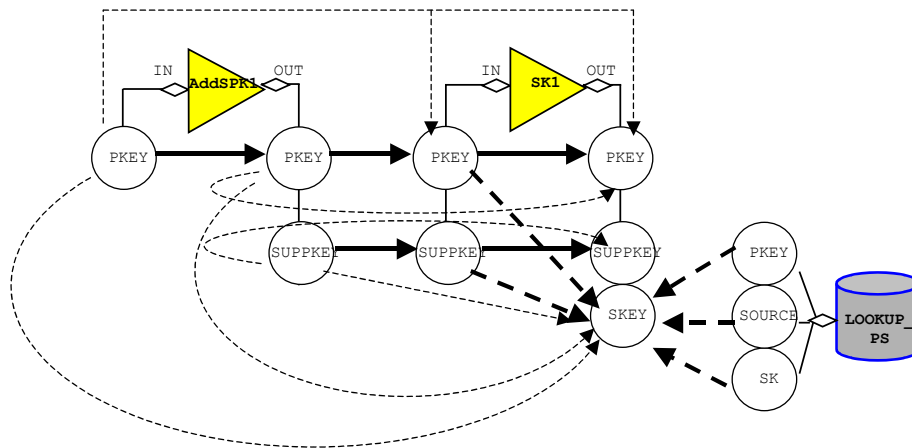 IN
AddSPK1
OUT
IN
SK1
OUT
PKEY
PKEY
PKEY
PKEY
SUPPKEY
SUPPKEY
SUPPKEY
PKEY
SKEY
SOURCE
LOOKUP_
PS
SK